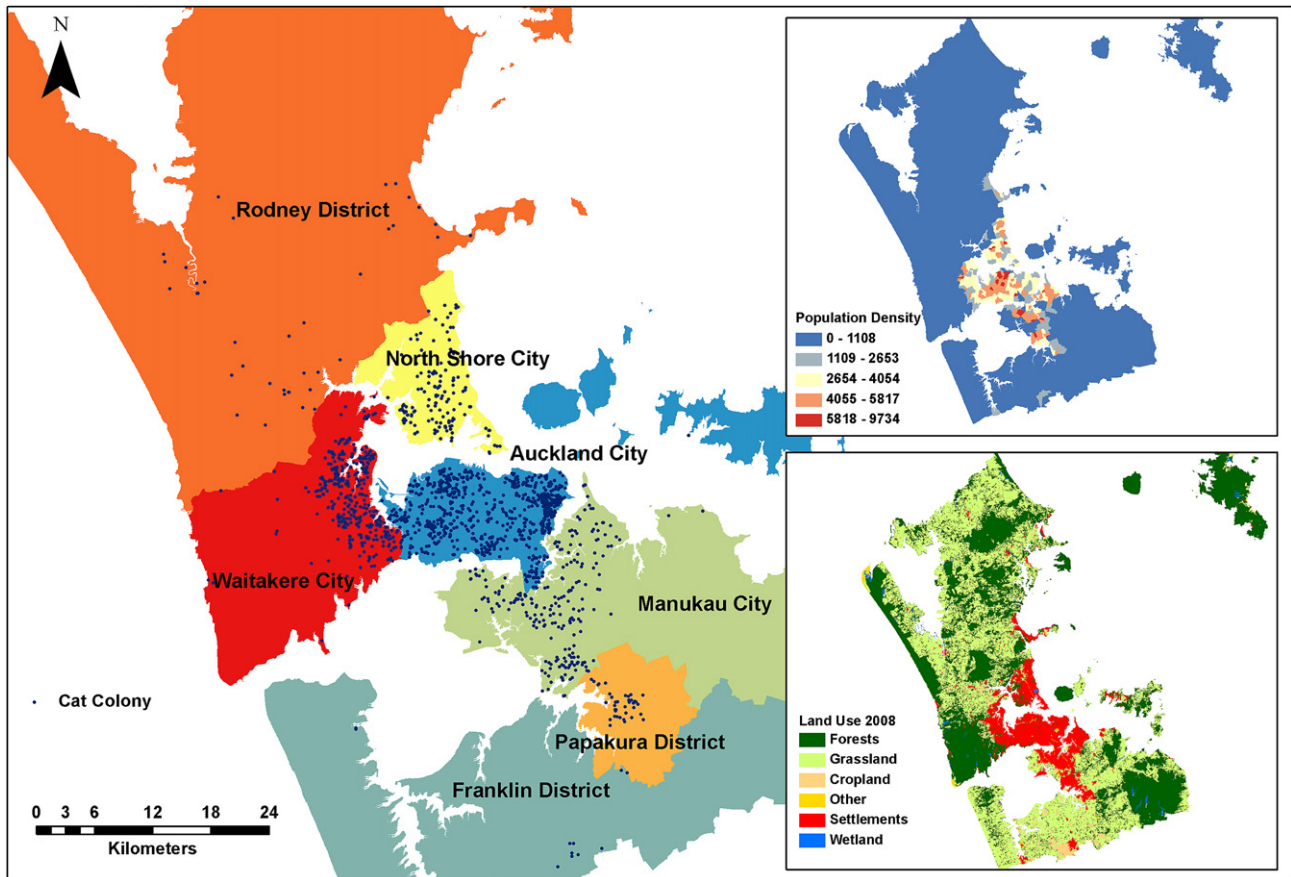 N
Rodney District
North Shore City
Auckland City
Waitakere City
Manukau City
Cat Colony
Papakura District
Franklin District
0 3 6 12 18 24
Kilometers
Population Density
0 - 1108
1109 - 2653
2654 - 4054
4055 - 5817
5818 - 9734
Land Use 2008
Forests
Grassland
Cropland
Other
Settlements
Wetland